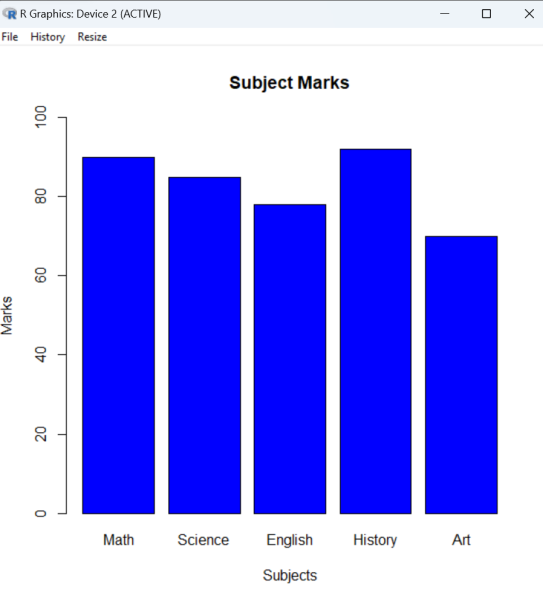 R Graphics: Device 2 (ACTIVE)
File History Resize
Subject Marks
100
80
60
40
20
0
Marks
Math Science English History Art
Subjects